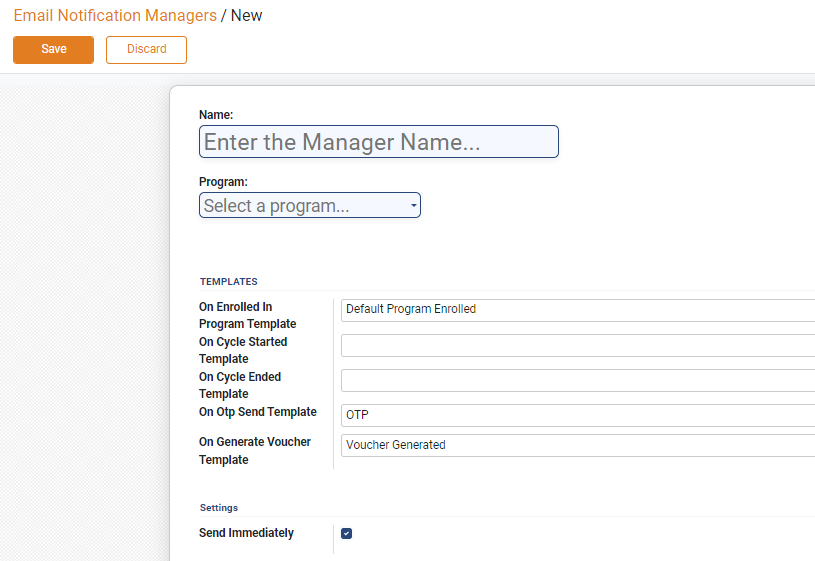 Email Notification Managers / New
Save Discard
Name:
Enter the Manager Name...
Program:
Select a program...
TEMPLATES
On Enrolled In
Program Template
Default Program Enrolled
On Cycle Started
Template
On Cycle Ended
Template
On Otp Send Template
OTP
On Generate Voucher
Template
Voucher Generated
Settings
Send Immediately